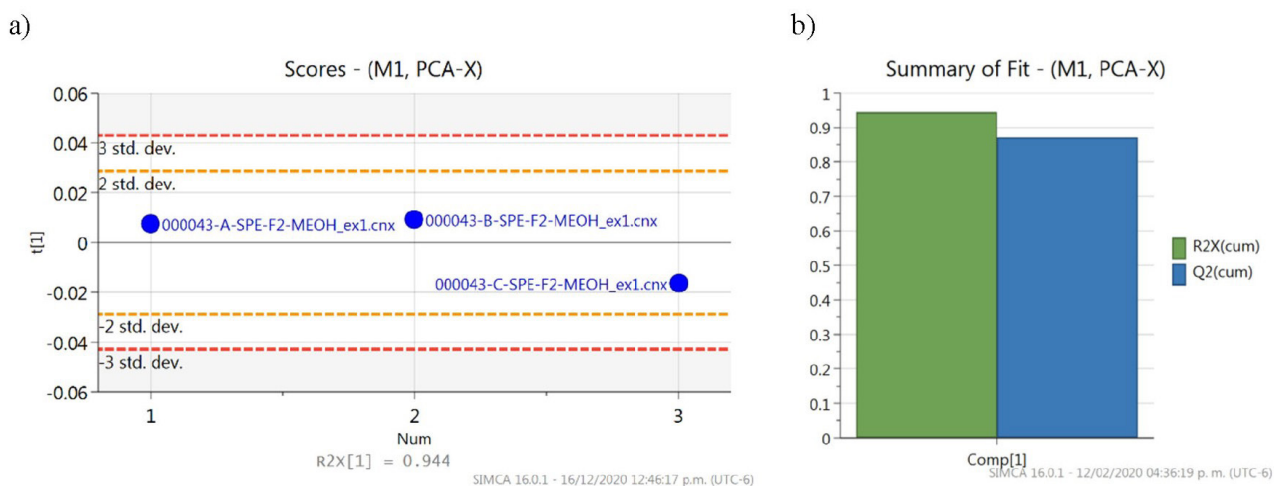 a)
Scores - (M1, PCA-X)
0.06
0.04
3 std. dev.
2 std. dev.
0.02
000043-A-SPE-F2-MEOH_ex1.cnx
000043-B-SPE-F2-MEOH_ex1.cnx
0
t[1]
000043-C-SPE-F2-MEOH_ex1.cnx
-0.02
-2 std. dev.
-0.04
-3 std. dev.
-0.06
1 2 3
Num
R2X[1] = 0.944
SIMCA 16.0.1 - 16/12/2020 12:46:17 p.m. (UTC-6)
b)
Summary of Fit - (M1, PCA-X)
1
0.9
0.8
0.7
0.6
0.5
0.4
0.3
0.2
0.1
0
R2X(cum)
Q2(cum)
Comp[1]
SIMCA 16.0.1 - 12/02/2020 04:36:19 p. m. (UTC-6)